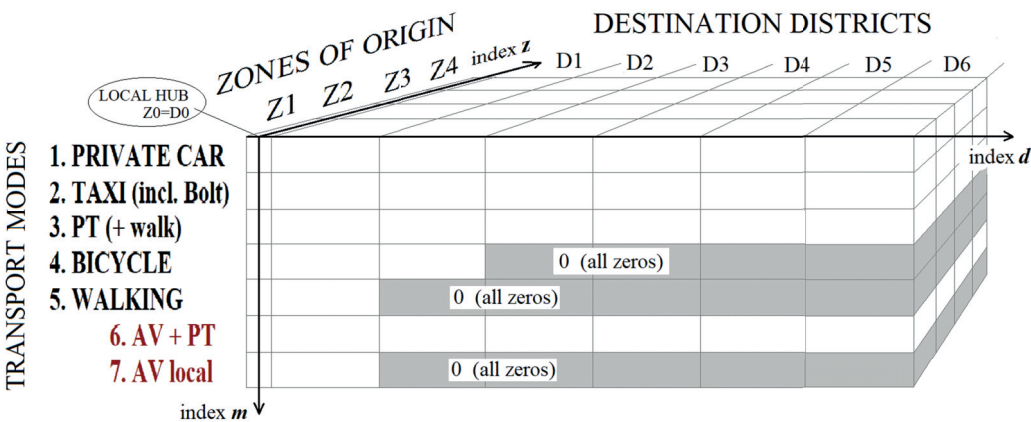 DESTINATION DISTRICTS
ZONES OF ORIGIN
Z1 Z2 Z3 Z4 index z
D1 D2 D3 D4 D5 D6
LOCAL HUB
Z0=D0
index d
TRANSPORT MODES
1. PRIVATE CAR
2. TAXI (incl. Bolt)
3. PT (+ walk)
4. BICYCLE
0 (all zeros)
5. WALKING
0 (all zeros)
6. AV + PT
7. AV local
0 (all zeros)
index m